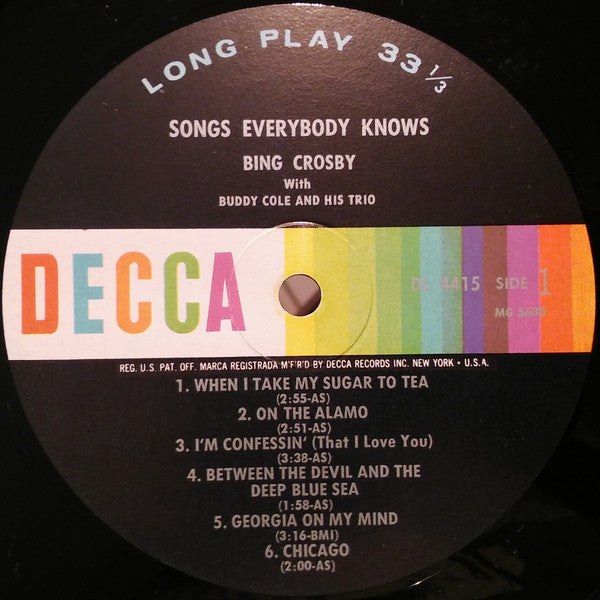 LONG PLAY 33 1/3
SONGS EVERYBODY KNOWS
BING CROSBY
With
BUDDY COLE AND HIS TRIO
DECCA
DL 4415 SIDE 1
MG 5630
REG. U.S. PAT. OFF. MARCA REGISTRADA M'F'R'D BY DECCA RECORDS INC. NEW YORK • U.S.A.
1. WHEN I TAKE MY SUGAR TO TEA
(2:55-AS)
2. ON THE ALAMO
(2:51-AS)
3. I'M CONFESSIN' (That I Love You)
(3:38-AS)
4. BETWEEN THE DEVIL AND THE
DEEP BLUE SEA
(1:58-AS)
5. GEORGIA ON MY MIND
(3:16-BMI)
6. CHICAGO
(2:00-AS)